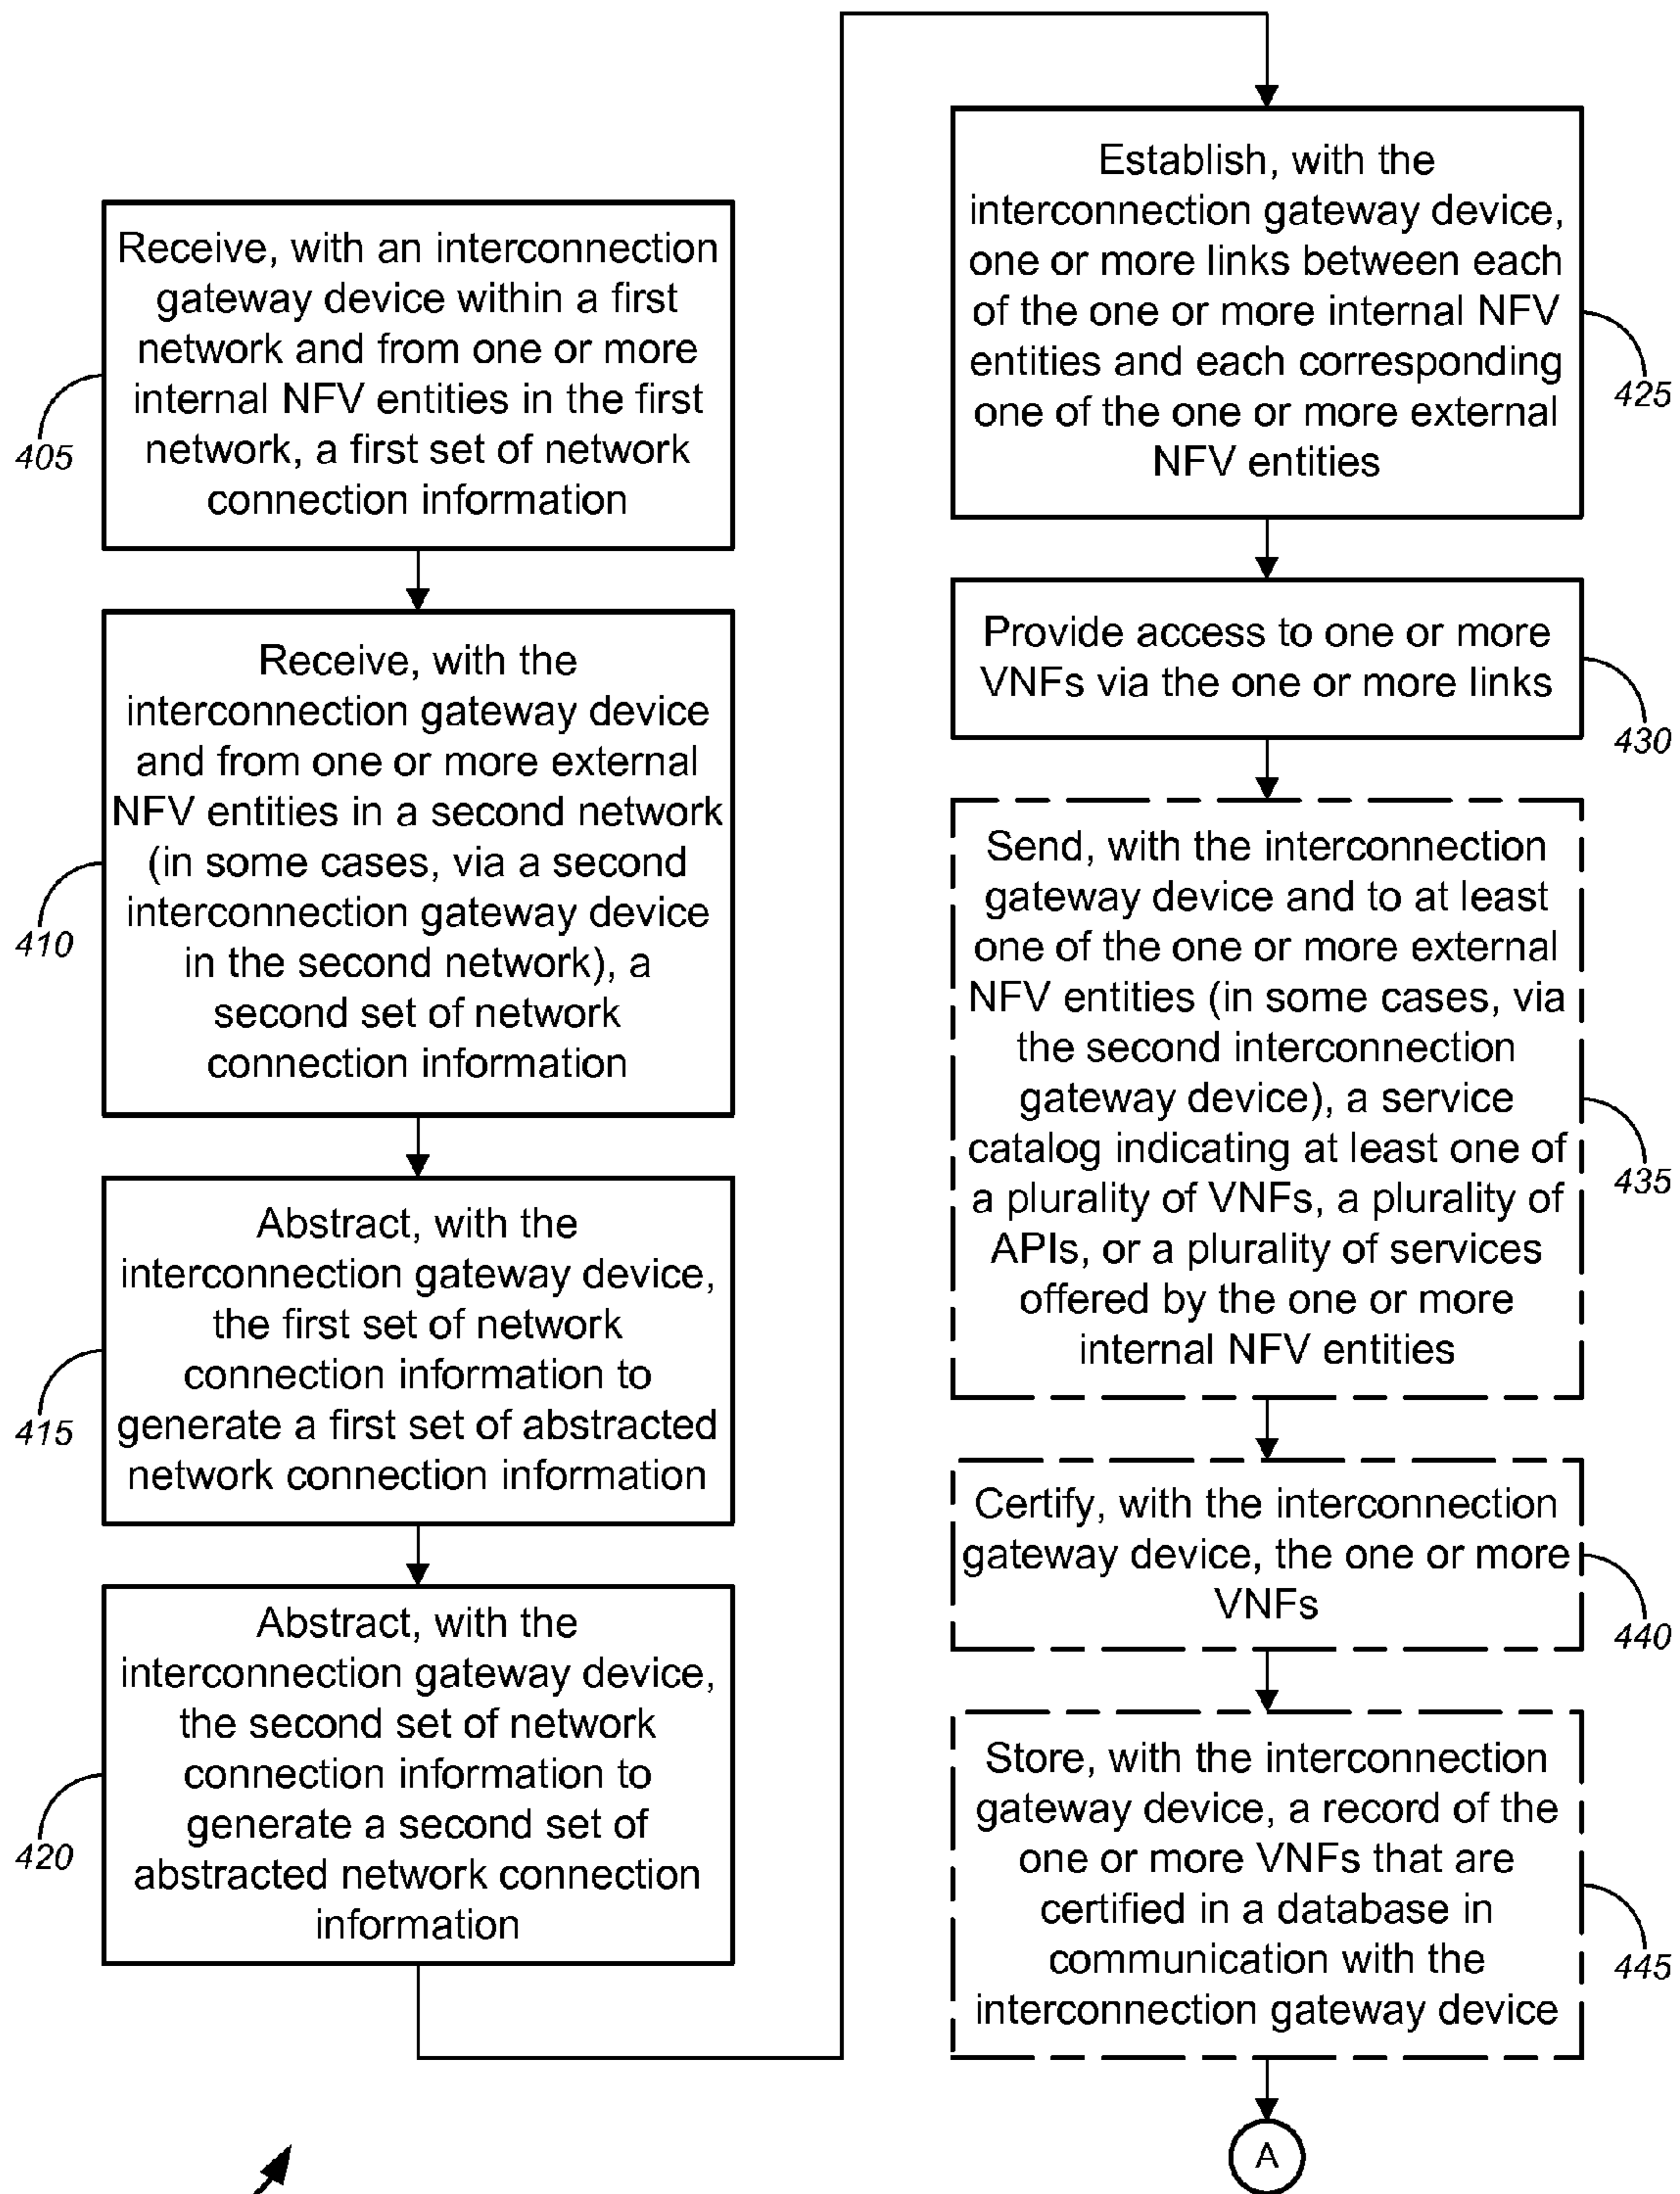 Receive, with an interconnection
gateway device within a first
network and from one or more
internal NFV entities in the first
network, a first set of network
connection information
405
Receive, with the
interconnection gateway device
and from one or more external
NFV entities in a second network
(in some cases, via a second
interconnection gateway device
in the second network), a
second set of network
connection information
410
Abstract, with the
interconnection gateway device,
the first set of network
connection information to
generate a first set of abstracted
network connection information
415
Abstract, with the
interconnection gateway device,
the second set of network
connection information to
generate a second set of
abstracted network connection
information
420
Establish, with the
interconnection gateway device,
one or more links between each
of the one or more internal NFV
entities and each corresponding
one of the one or more external
NFV entities
425
Provide access to one or more
VNFs via the one or more links
430
Send, with the interconnection
gateway device and to at least
one of the one or more external
NFV entities (in some cases, via
the second interconnection
gateway device), a service
catalog indicating at least one of
a plurality of VNFs, a plurality of
APIs, or a plurality of services
offered by the one or more
internal NFV entities
435
Certify, with the interconnection
gateway device, the one or more
VNFs
440
Store, with the interconnection
gateway device, a record of the
one or more VNFs that are
certified in a database in
communication with the
interconnection gateway device
445
A